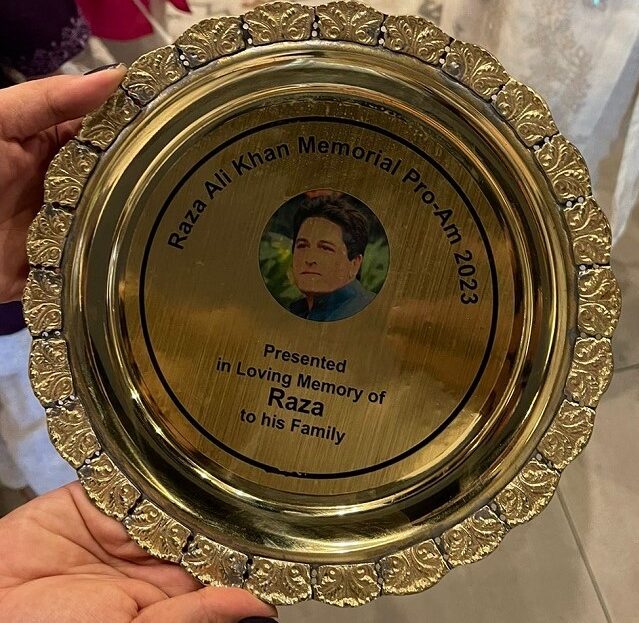 Raza Ali Khan Memorial Pro-Am 2023
Presented
in Loving Memory of
Raza
to his Family